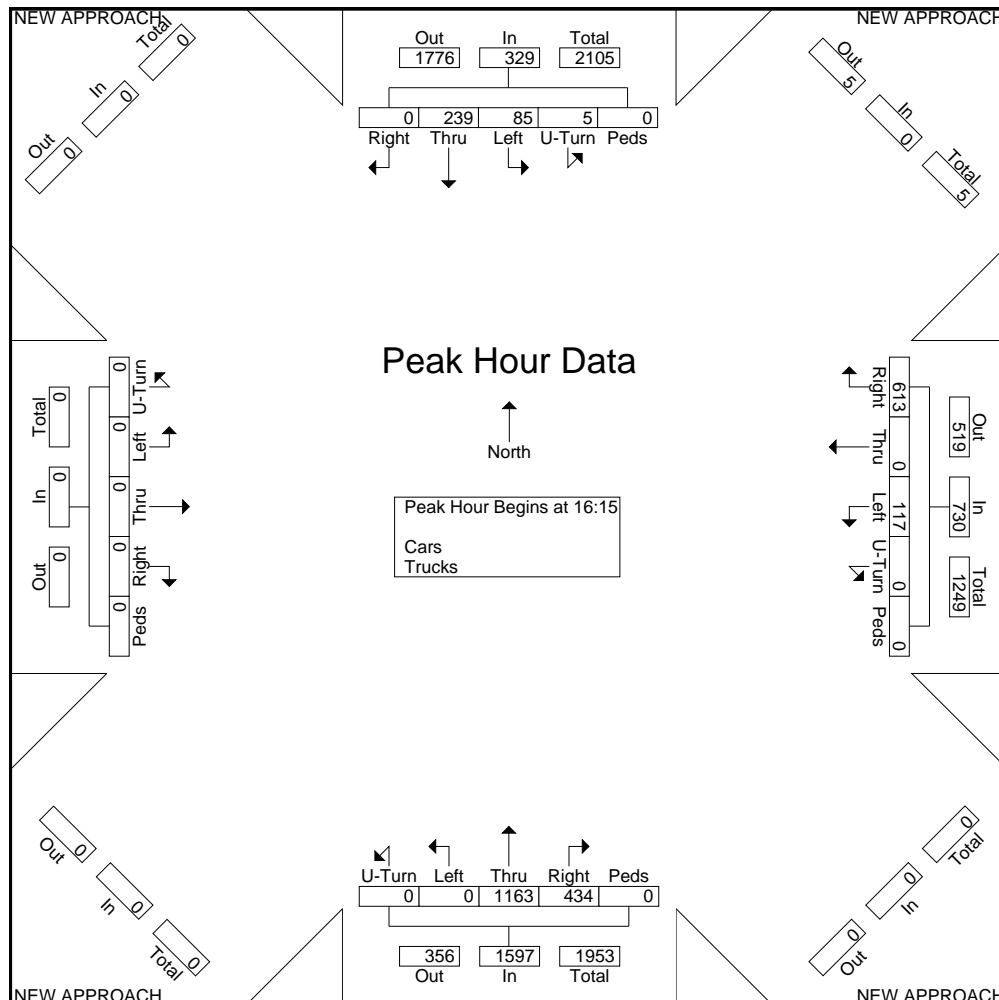 NEW APPROACH
Total
0
In
0
Out
0
Out In Total
1776 329 2105
0 239 85 5 0
Right Thru Left U-Turn Peds
NEW APPROACH
Out
5
In
0
Total
5
Peak Hour Data
North
Peak Hour Begins at 16:15
Cars
Trucks
Total
0
In
0
Out
0
0 0 0 0 0
U-Turn Left Thru Right Peds
Right Thru Left U-Turn Peds
613 0 117 0 0
Out In Total
519 730 1249
U-Turn Left Thru Right Peds
0 0 1163 434 0
356 1597 1953
Out In Total
Out
0
In
0
Total
0
NEW APPROACH
Total
0
In
0
Out
0
NEW APPROACH